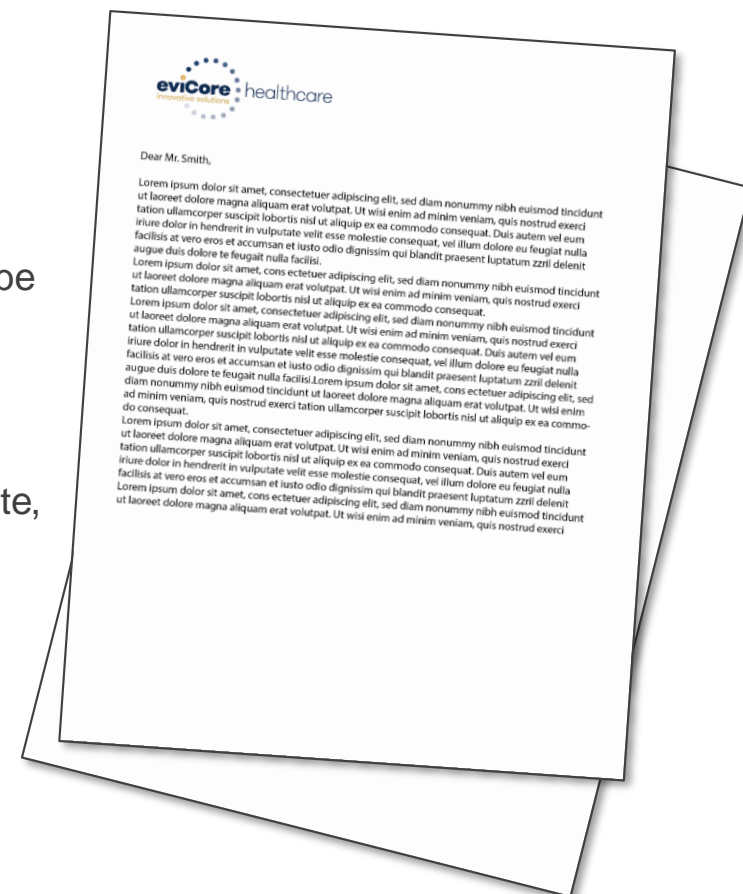 eviCore healthcare
innovative solutions
Dear Mr. Smith,
Lorem ipsum dolor sit amet, consectetuer adipiscing elit, sed diam nonummy nibh euismod tincidunt
ut laoreet dolore magna aliquam erat volutpat. Ut wisi enim ad minim veniam, quis nostrud exerci
tation ullamcorper suscipit lobortis nisl ut aliquip ex ea commodo consequat. Duis autem vel eum
iriure dolor in hendrerit in vulputate velit esse molestie consequat, vel illum dolore eu feugiat nulla
facilisis at vero eros et accumsan et iusto odio dignissim qui blandit praesent luptatum zzril delenit
augue duis dolore te feugait nulla facilisi.
Lorem ipsum dolor sit amet, cons ectetuer adipiscing elit, sed diam nonummy nibh euismod tincidunt
ut laoreet dolore magna aliquam erat volutpat. Ut wisi enim ad minim veniam, quis nostrud exerci
tation ullamcorper suscipit lobortis nisl ut aliquip ex ea commodo consequat.
Lorem ipsum dolor sit amet, consectetuer adipiscing elit, sed diam nonummy nibh euismod tincidunt
ut laoreet dolore magna aliquam erat volutpat. Ut wisi enim ad minim veniam, quis nostrud exerci
tation ullamcorper suscipit lobortis nisl ut aliquip ex ea commodo consequat. Duis autem vel eum
iriure dolor in hendrerit in vulputate velit esse molestie consequat, vel illum dolore eu feugiat nulla
facilisis at vero eros et accumsan et iusto odio dignissim qui blandit praesent luptatum zzril delenit
augue duis dolore te feugait nulla facilisi.Lorem ipsum dolor sit amet, cons ectetuer adipiscing elit, sed
diam nonummy nibh euismod tincidunt ut laoreet dolore magna aliquam erat volutpat. Ut wisi enim
ad minim veniam, quis nostrud exerci tation ullamcorper suscipit lobortis nisl ut aliquip ex ea commo-
do consequat.
Lorem ipsum dolor sit amet, consectetuer adipiscing elit, sed diam nonummy nibh euismod tincidunt
ut laoreet dolore magna aliquam erat volutpat. Ut wisi enim ad minim veniam, quis nostrud exerci
tation ullamcorper suscipit lobortis nisl ut aliquip ex ea commodo consequat. Duis autem vel eum
iriure dolor in hendrerit in vulputate velit esse molestie consequat, vel illum dolore eu feugiat nulla
facilisis at vero eros et accumsan et iusto odio dignissim qui blandit praesent luptatum zzril delenit
Lorem ipsum dolor sit amet, cons ectetuer adipiscing elit, sed diam nonummy nibh euismod tincidunt
ut laoreet dolore magna aliquam erat volutpat. Ut wisi enim ad minim veniam, quis nostrud exerci